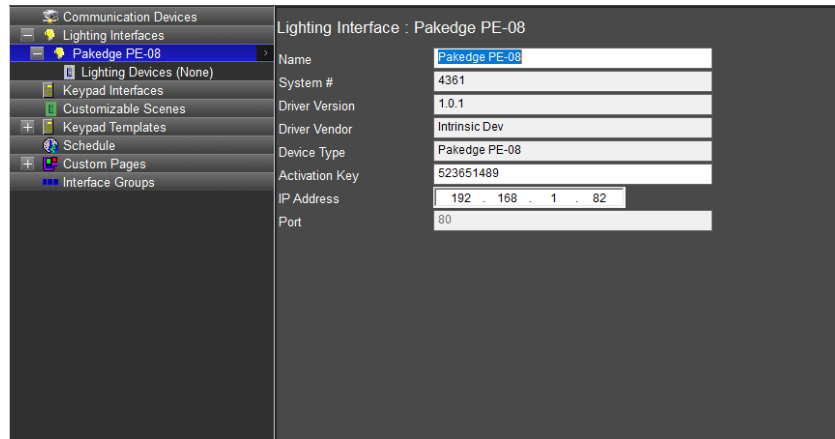 Communication Devices
Lighting Interfaces
Pakedge PE-08
Lighting Devices (None)
Keypad Interfaces
Customizable Scenes
Keypad Templates
Schedule
Custom Pages
Interface Groups
Lighting Interface : Pakedge PE-08
Name Pakedge PE-08
System # 4361
Driver Version 1.0.1
Driver Vendor Intrinsic Dev
Device Type Pakedge PE-08
Activation Key 523651489
IP Address 192 . 168 . 1 . 82
Port 80